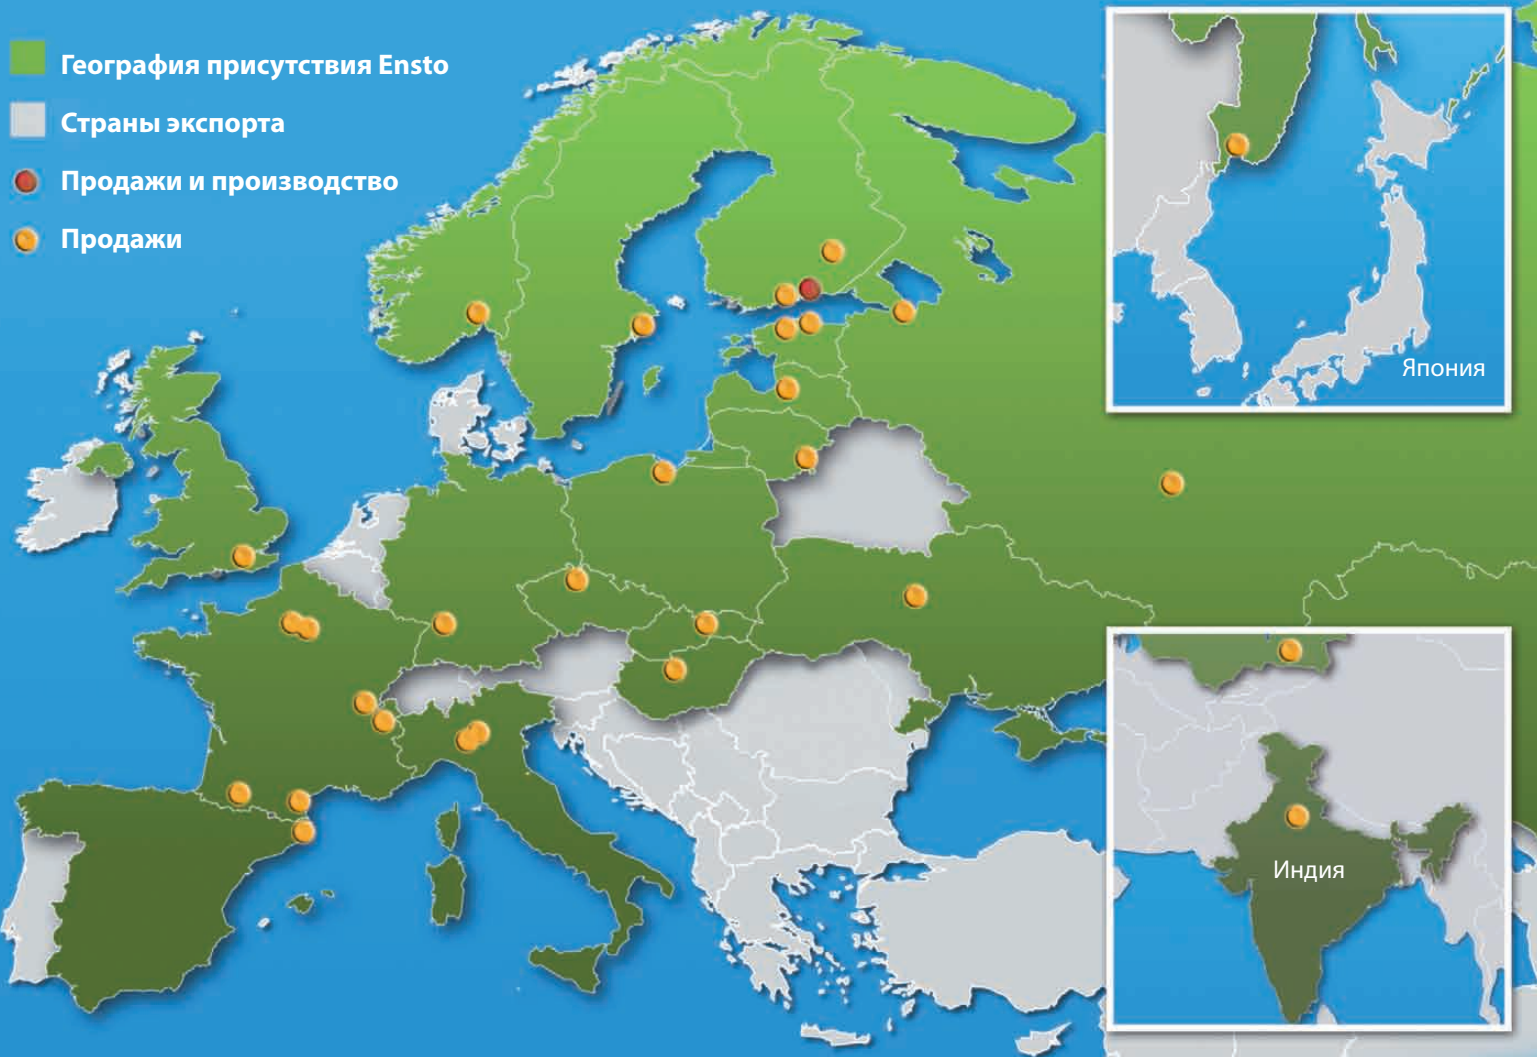 География присутствия Ensto
Страны экспорта
Продажи и производство
Продажи
Япония
Индия